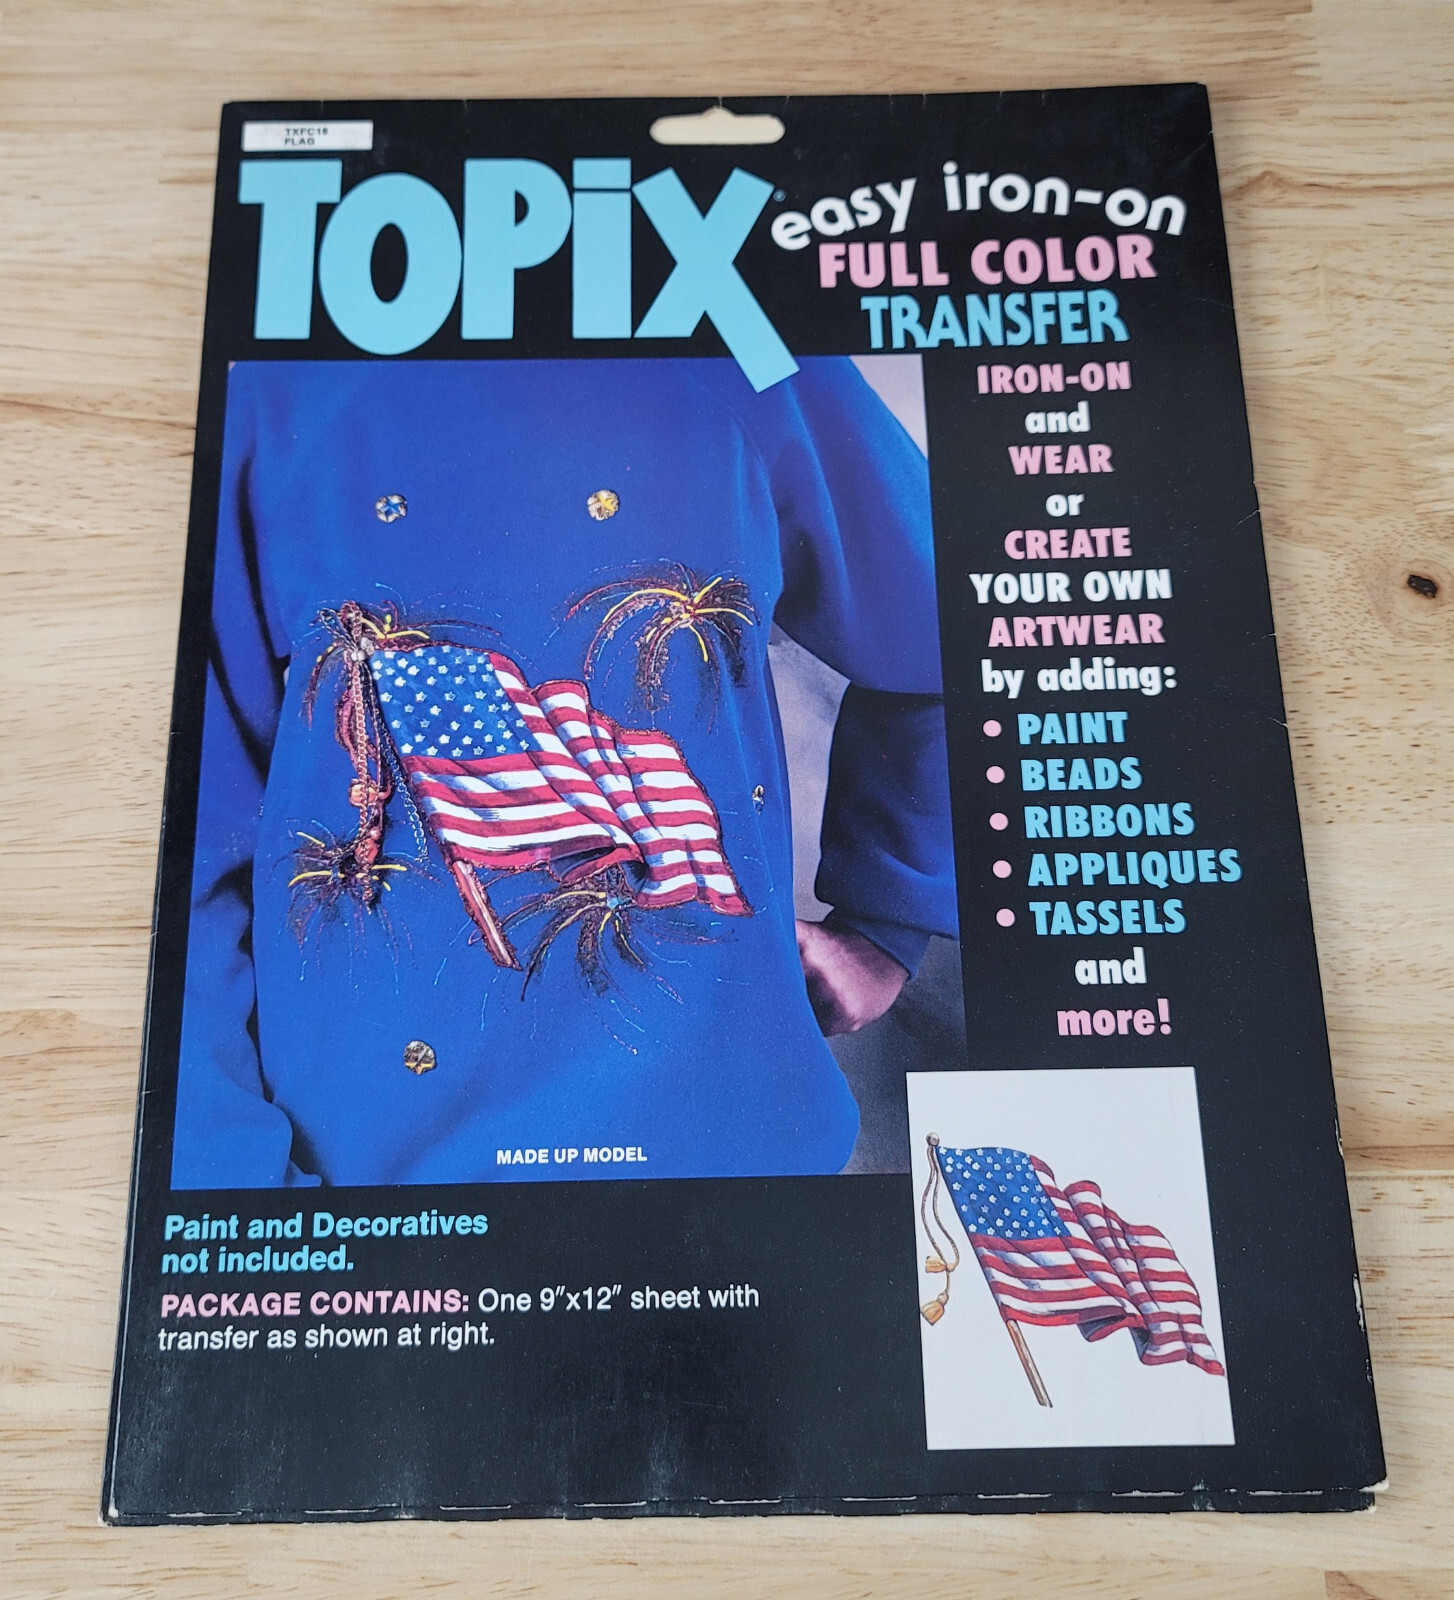 TXFC18
FLAG
TOPiX®
easy iron-on
FULL COLOR
TRANSFER
IRON-ON
and
WEAR
or
CREATE
YOUR OWN
ARTWEAR
by adding:
• PAINT
• BEADS
• RIBBONS
• APPLIQUES
• TASSELS
and
more!
MADE UP MODEL
Paint and Decoratives
not included.
PACKAGE CONTAINS: One 9"x12" sheet with
transfer as shown at right.